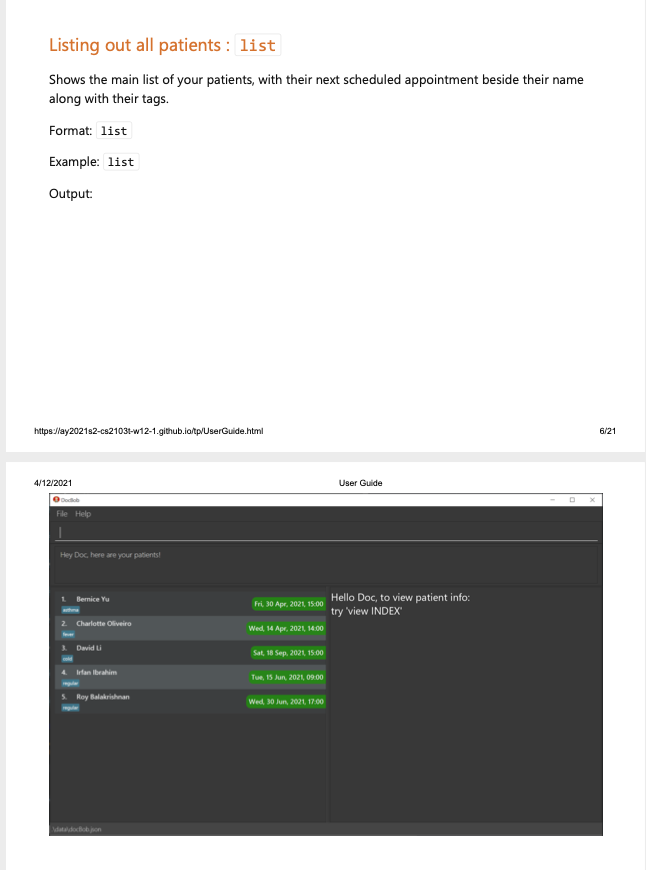 Listing out all patients : list
Shows the main list of your patients, with their next scheduled appointment beside their name
along with their tags.
Format: list
Example: list
Output:
https://ay2021s2-cs2103t-w12-1.github.io/tp/UserGuide.html 6/21
4/12/2021 User Guide
DocBob
File Help
Hey Doc, here are your patients!
1. Bernice Yu Fri, 30 Apr, 2021, 15:00
asthma
2. Charlotte Oliveiro Wed, 14 Apr, 2021, 14:00
fever
3. David Li Sat, 18 Sep, 2021, 15:00
cold
4. Irfan Ibrahim Tue, 15 Jun, 2021, 09:00
regular
5. Roy Balakrishnan Wed, 30 Jun, 2021, 17:00
regular
Hello Doc, to view patient info:
try 'view INDEX'
\data\docBob.json